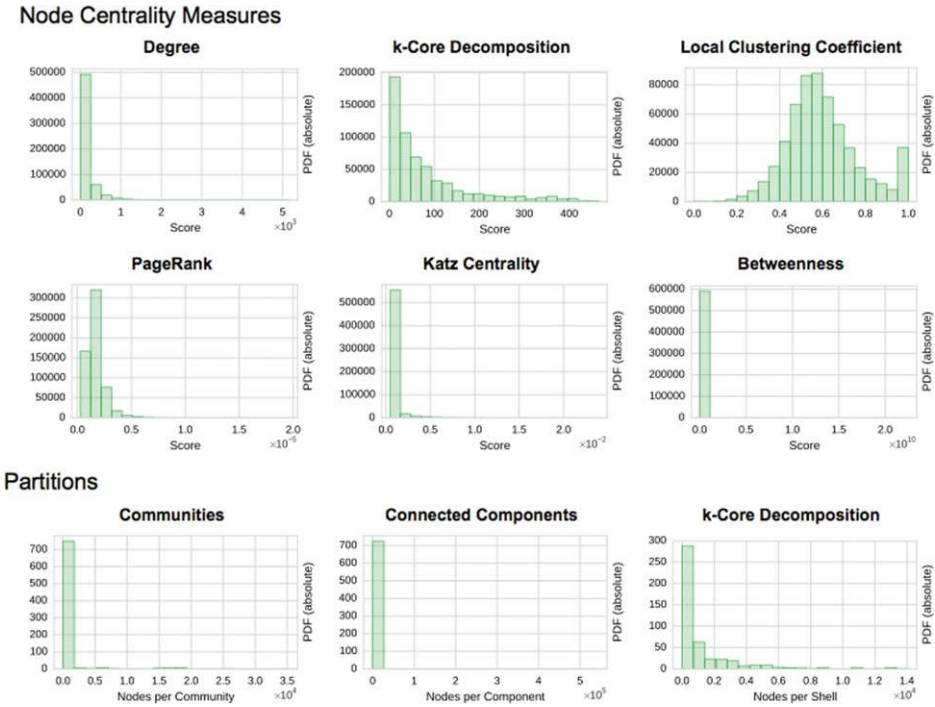 Node Centrality Measures
Degree
500000
400000
300000
200000
100000
0
PDF (absolute)
0 1 2 3 4 5
Score
×10³
k-Core Decomposition
200000
150000
100000
50000
0
PDF (absolute)
0 100 200 300 400
Score
Local Clustering Coefficient
80000
60000
40000
20000
0
PDF (absolute)
0.0 0.2 0.4 0.6 0.8 1.0
Score
PageRank
300000
250000
200000
150000
100000
50000
0
PDF (absolute)
0.0 0.5 1.0 1.5 2.0
Score
Katz Centrality
500000
400000
300000
200000
100000
0
PDF (absolute)
0.0 0.5 1.0 1.5 2.0
Score
×10⁻²
Betweenness
600000
500000
400000
300000
200000
100000
0
PDF (absolute)
0.0 0.5 1.0 1.5 2.0
Score
×10¹⁰
Partitions
Communities
700
600
500
400
300
200
100
0
PDF (absolute)
0.0 0.5 1.0 1.5 2.0 2.5 3.0 3.5
Nodes per Community
×10⁴
Connected Components
700
600
500
400
300
200
100
0
PDF (absolute)
0 1 2 3 4 5
Nodes per Component
×10⁵
k-Core Decomposition
300
250
200
150
100
50
0
PDF (absolute)
0.0 0.2 0.4 0.6 0.8 1.0 1.2 1.4
Nodes per Shell
×10⁴